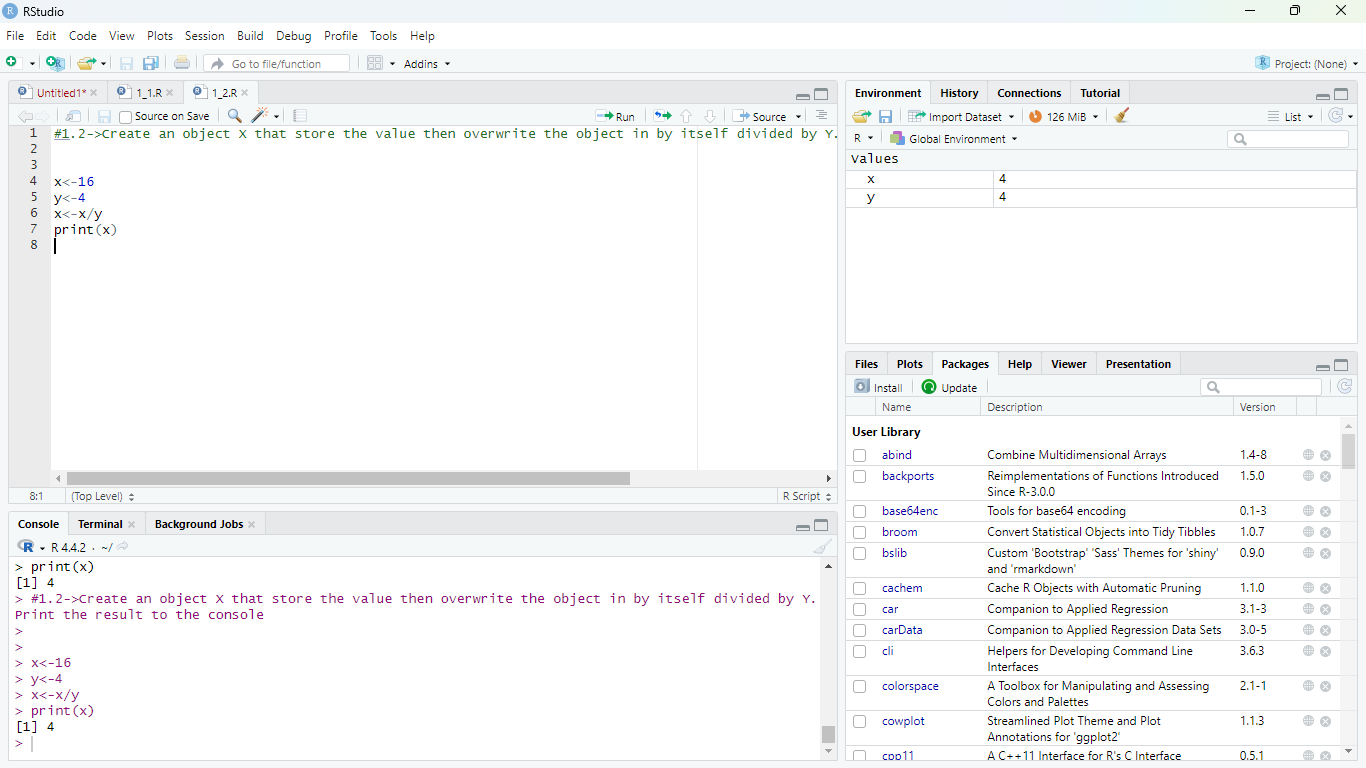 RStudio
File Edit Code View Plots Session Build Debug Profile Tools Help
Go to file/function Addins Project: (None)
Untitled1* 1_1.R 1_2.R
Source on Save Run Source
1 #1.2->Create an object X that store the value then overwrite the object in by itself divided by Y.
2
3
4 x<-16
5 y<-4
6 x<-x/y
7 print(x)
8
8:1 (Top Level) R Script
Console Terminal Background Jobs
R 4.4.2 · ~/
> print(x)
[1] 4
> #1.2->Create an object X that store the value then overwrite the object in by itself divided by Y.
Print the result to the console
>
>
> x<-16
> y<-4
> x<-x/y
> print(x)
[1] 4
>
Environment History Connections Tutorial
Import Dataset 126 MiB List
R Global Environment
Values
x 4
y 4
Files Plots Packages Help Viewer Presentation
Install Update
Name Description Version
User Library
abind Combine Multidimensional Arrays 1.4-8
backports Reimplementations of Functions Introduced 1.5.0
Since R-3.0.0
base64enc Tools for base64 encoding 0.1-3
broom Convert Statistical Objects into Tidy Tibbles 1.0.7
bslib Custom 'Bootstrap' 'Sass' Themes for 'shiny' 0.9.0
and 'rmarkdown'
cachem Cache R Objects with Automatic Pruning 1.1.0
car Companion to Applied Regression 3.1-3
carData Companion to Applied Regression Data Sets 3.0-5
cli Helpers for Developing Command Line 3.6.3
Interfaces
colorspace A Toolbox for Manipulating and Assessing 2.1-1
Colors and Palettes
cowplot Streamlined Plot Theme and Plot 1.1.3
Annotations for 'ggplot2'
cpp11 A C++11 Interface for R's C Interface 0.5.1